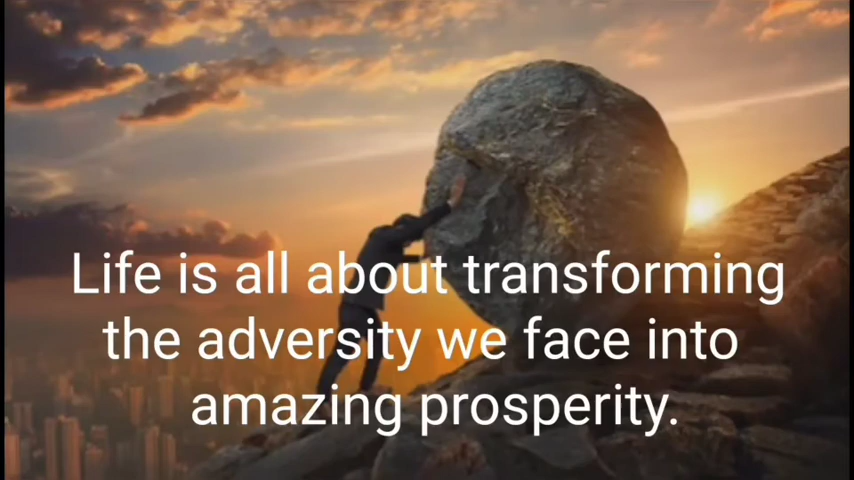 Life is all about transforming
the adversity we face into
amazing prosperity.